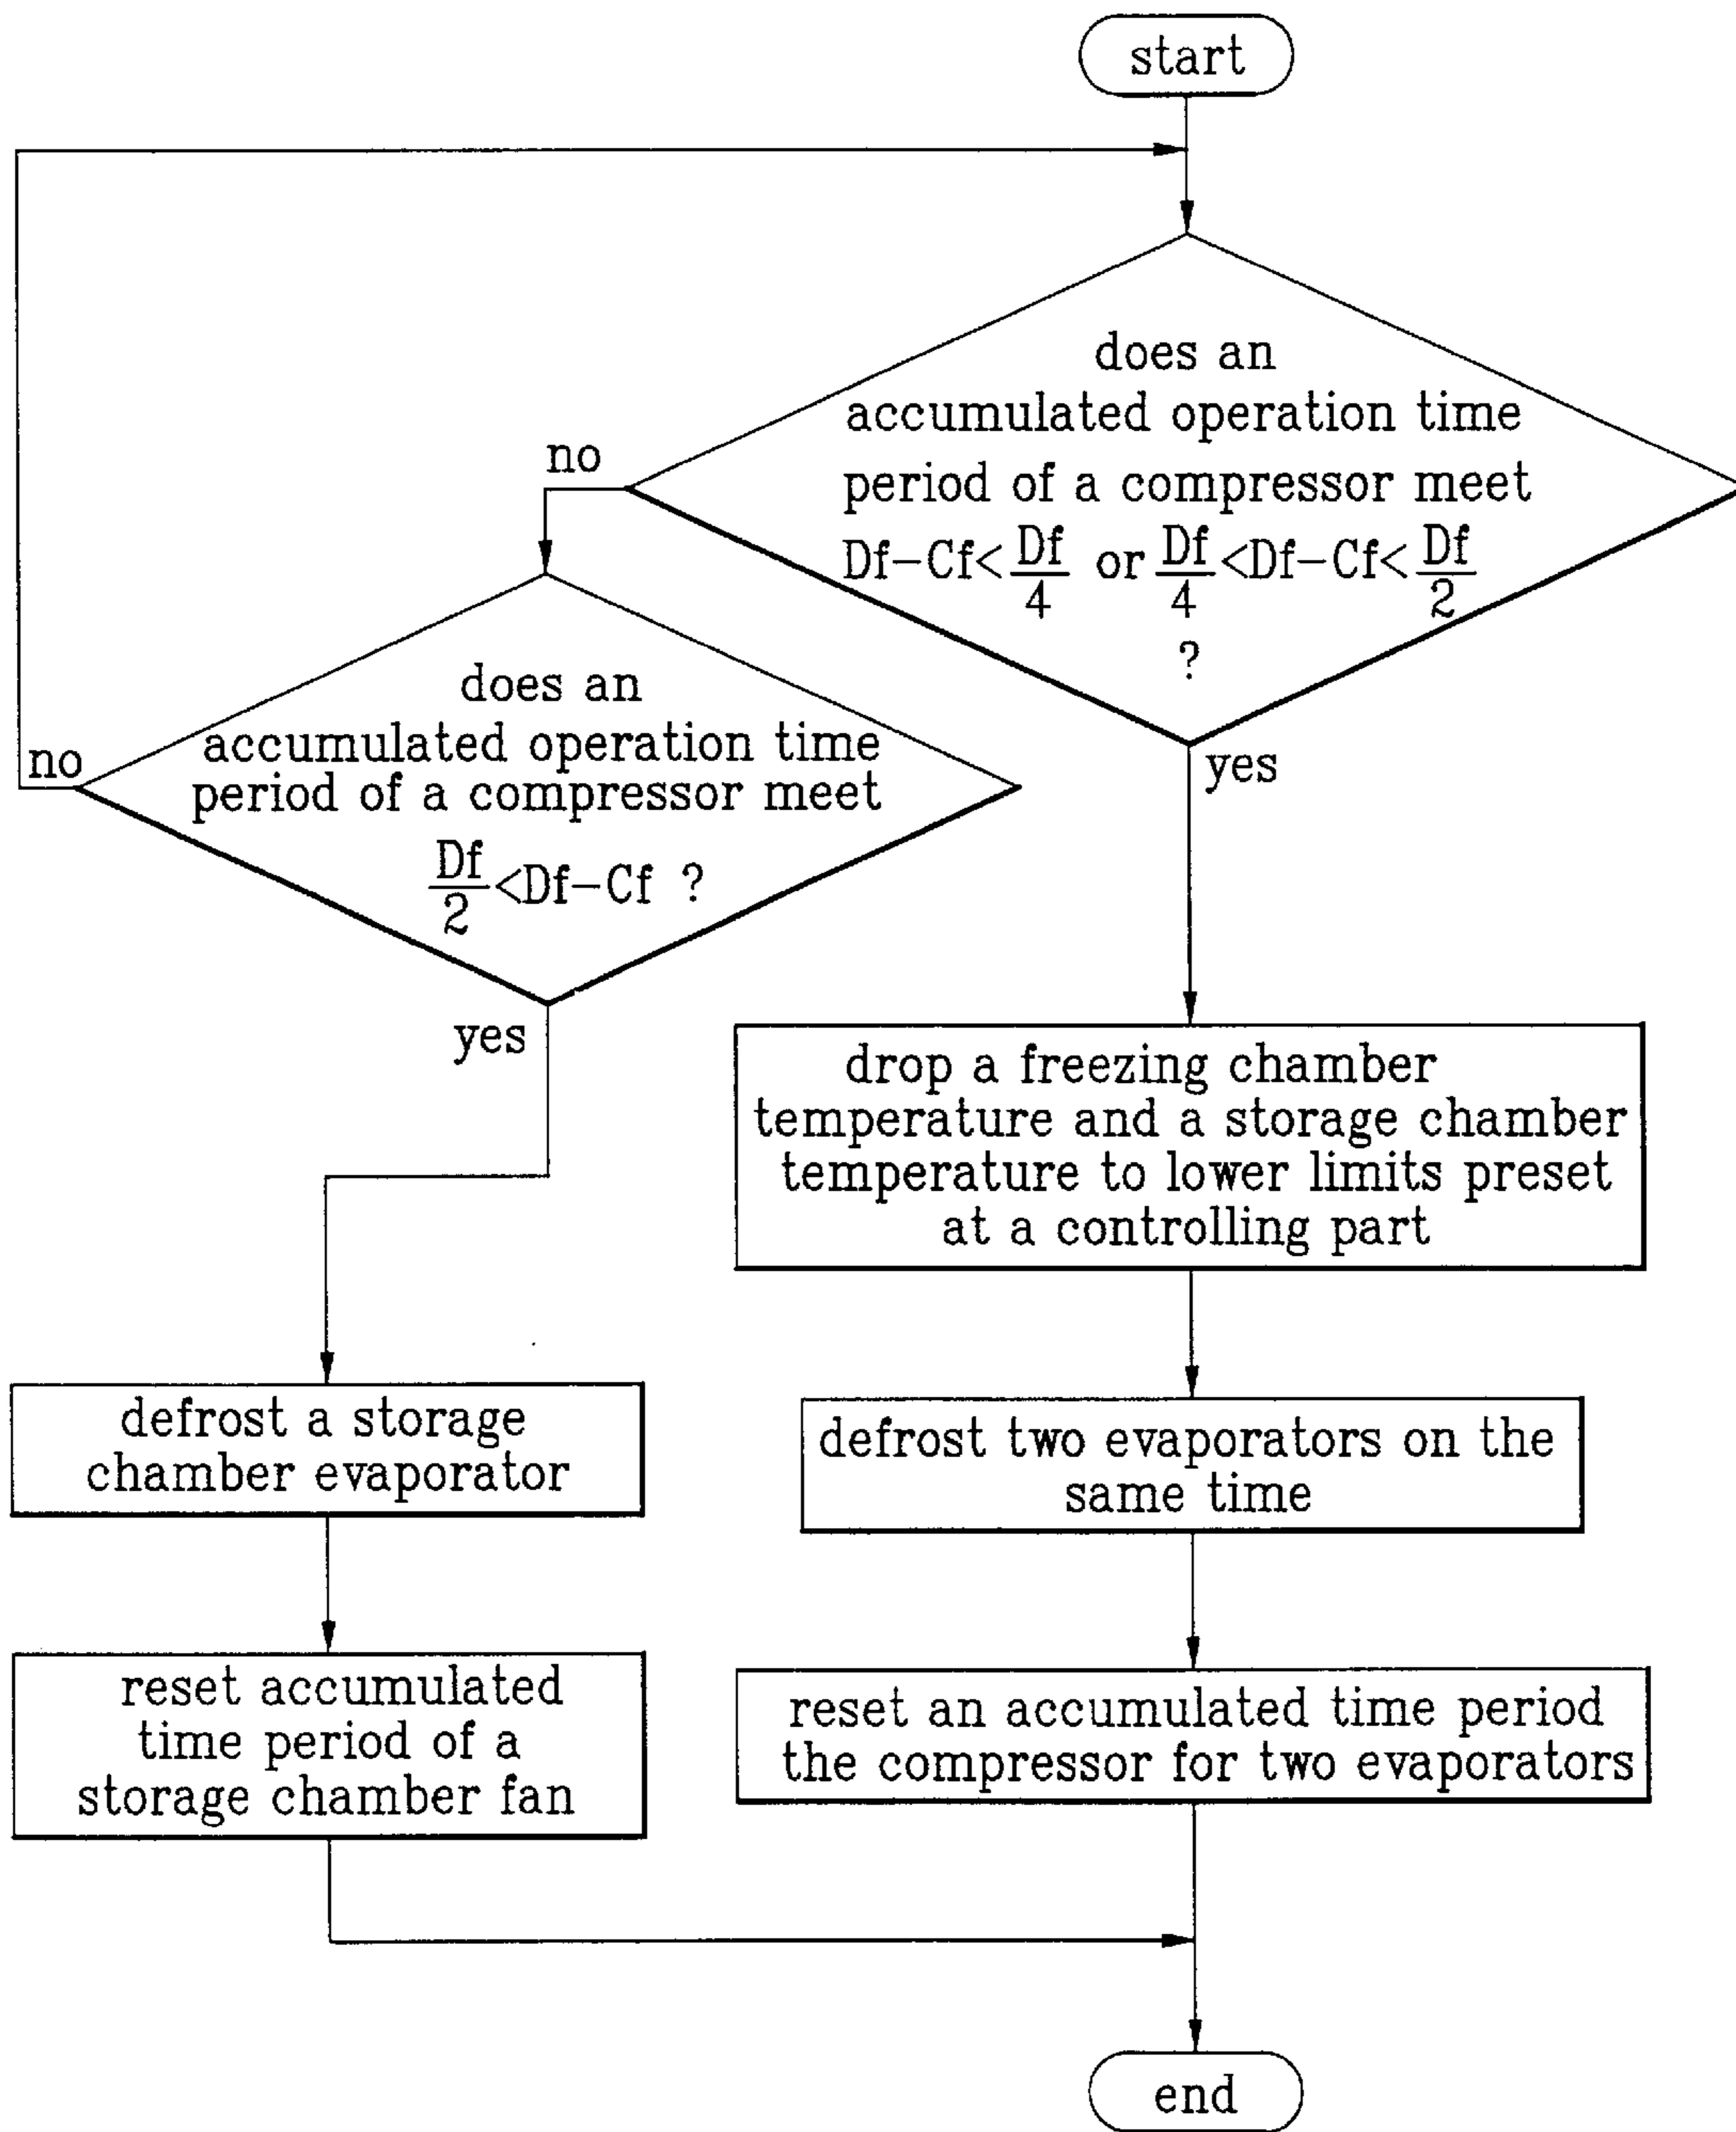 start
does an
accumulated operation time
period of a compressor meet
Df-Cf<Df/4 or Df/4<Df-Cf<Df/2
?
no
yes
does an
accumulated operation time
period of a compressor meet
Df/2<Df-Cf ?
no
yes
drop a freezing chamber
temperature and a storage chamber
temperature to lower limits preset
at a controlling part
defrost a storage
chamber evaporator
defrost two evaporators on the
same time
reset accumulated
time period of a
storage chamber fan
reset an accumulated time period
the compressor for two evaporators
end